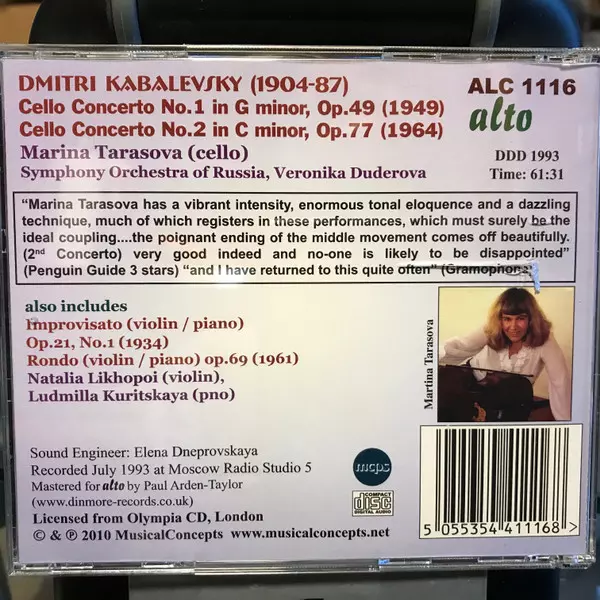 DMITRI KABALEVSKY (1904-87)
Cello Concerto No.1 in G minor, Op.49 (1949)
Cello Concerto No.2 in C minor, Op.77 (1964)
Marina Tarasova (cello)
Symphony Orchestra of Russia, Veronika Duderova
ALC 1116
alto
DDD 1993
Time: 61:31
“Marina Tarasova has a vibrant intensity, enormous tonal eloquence and a dazzling
technique, much of which registers in these performances, which must surely be the
ideal coupling....the poignant ending of the middle movement comes off beautifully.
(2nd Concerto) very good indeed and no-one is likely to be disappointed”
(Penguin Guide 3 stars) “and I have returned to this quite often” (Gramophone)
also includes
Improvisato (violin / piano)
Op.21, No.1 (1934)
Rondo (violin / piano) op.69 (1961)
Natalia Likhopoi (violin),
Ludmilla Kuritskaya (pno)
Martina Tarasova
Sound Engineer: Elena Dneprovskaya
Recorded July 1993 at Moscow Radio Studio 5
Mastered for alto by Paul Arden-Taylor
(www.dinmore-records.co.uk)
Licensed from Olympia CD, London
© & ℗ 2010 MusicalConcepts www.musicalconcepts.net
mcps
COMPACT
disc
DIGITAL AUDIO
5 055354 411168 >